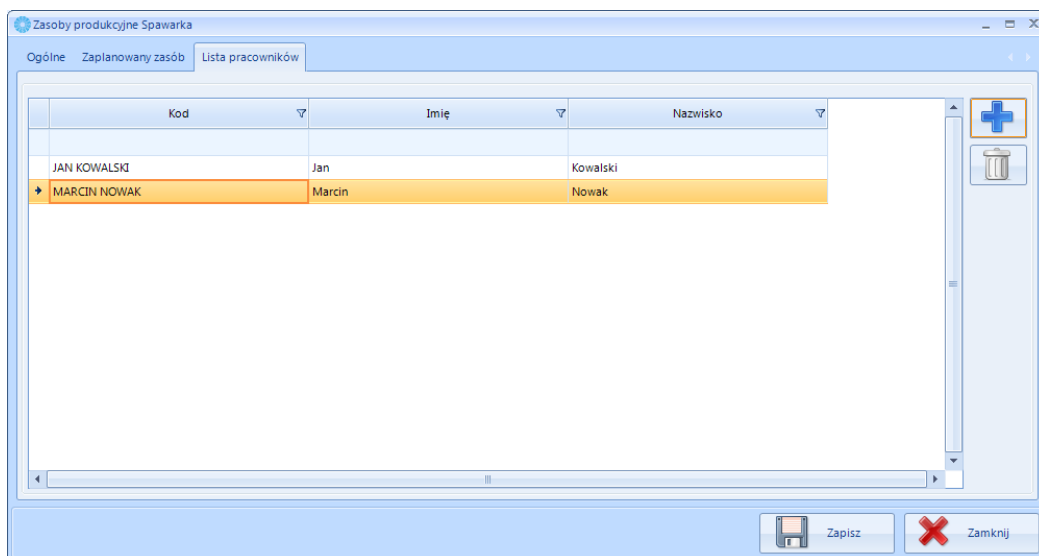 Zasoby produkcyjne Spawarka
Ogólne Zaplanowany zasób Lista pracowników
Kod Imię Nazwisko
JAN KOWALSKI Jan Kowalski
MARCIN NOWAK Marcin Nowak
Zapisz Zamknij